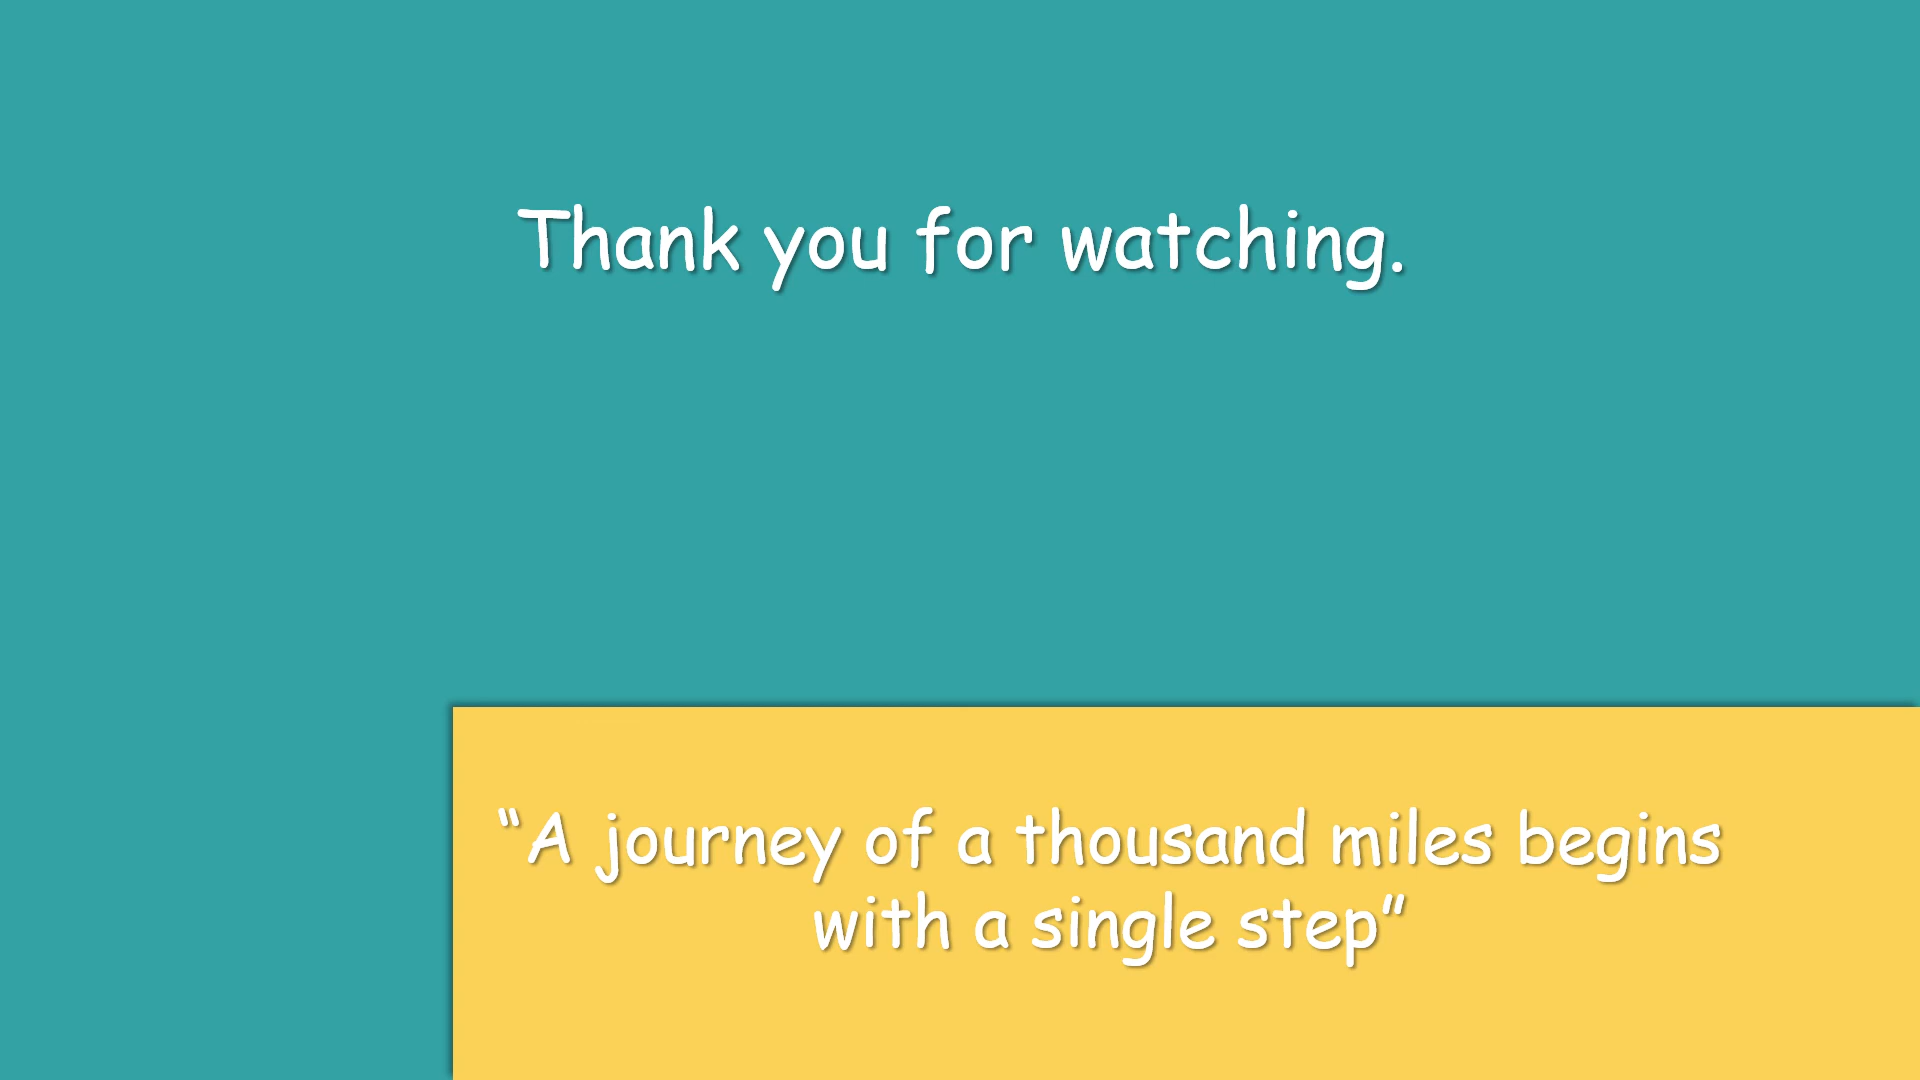 Thank you for watching.
“A journey of a thousand miles begins
with a single step”